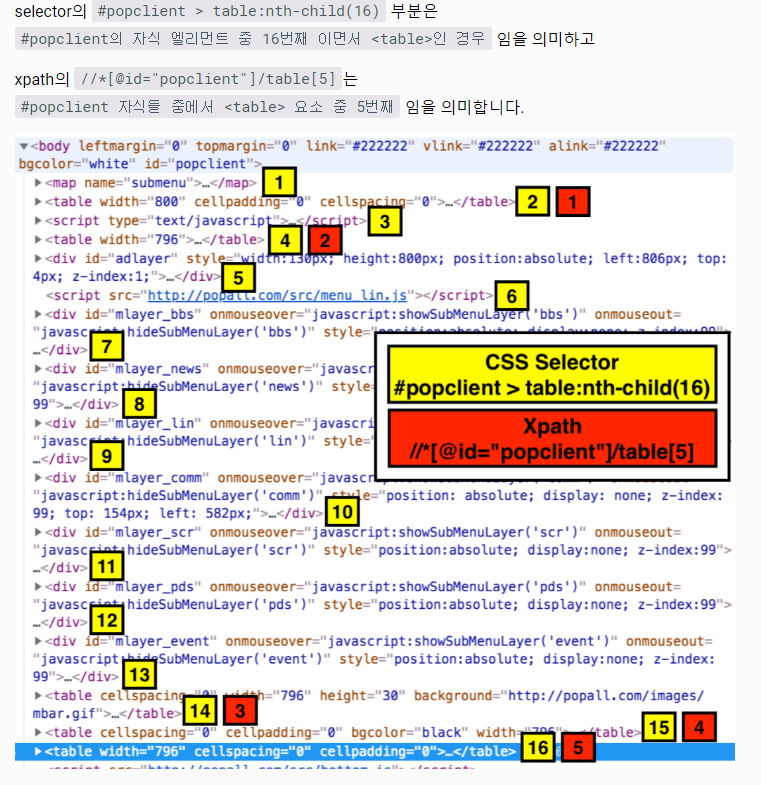 selector의 #popclient > table:nth-child(16) 부분은
#popclient의 자식 엘리먼트 중 16번째 이면서 <table>인 경우 임을 의미하고
xpath의 //*[@id="popclient"]/table[5] 는
#popclient 자식들 중에서 <table> 요소 중 5번째 임을 의미합니다.
▼<body leftmargin="0" topmargin="0" link="#222222" vlink="#222222" alink="#222222"
bgcolor="white" id="popclient">
▶<map name="submenu">…</map> 1
▶<table width="800" cellpadding="0" cellspacing="0">…</table> 2 1
▶<script type="text/javascript">…</script> 3
▶<table width="796">…</table> 4 2
▶<div id="adlayer" style="width:130px; height:800px; position:absolute; left:806px; top:
4px; z-index:1;">…</div> 5
<script src="http://popall.com/src/menu_lin.js"></script> 6
▶<div id="mlayer_bbs" onmouseover="javascript:showSubMenuLayer('bbs')" onmouseout=
"javascript:hideSubMenuLayer('bbs')" style="position:absolute; display:none; z-index:99">
…</div> 7
▶<div id="mlayer_news" onmouseover="javascript
"javascript:hideSubMenuLayer('news')" style=
99">…</div> 8
▶<div id="mlayer_lin" onmouseover="javascript
"javascript:hideSubMenuLayer('lin')" style=
…</div> 9
▶<div id="mlayer_comm" onmouseover="javascript
"javascript:hideSubMenuLayer('comm')" style="position: absolute; display: none; z-index:
99; top: 154px; left: 582px;">…</div> 10
▶<div id="mlayer_scr" onmouseover="javascript:showSubMenuLayer('scr')" onmouseout=
"javascript:hideSubMenuLayer('scr')" style="position:absolute; display:none; z-index:99">
…</div> 11
▶<div id="mlayer_pds" onmouseover="javascript:showSubMenuLayer('pds')" onmouseout=
"javascript:hideSubMenuLayer('pds')" style="position:absolute; display:none; z-index:99">
…</div> 12
▶<div id="mlayer_event" onmouseover="javascript:showSubMenuLayer('event')" onmouseout=
"javascript:hideSubMenuLayer('event')" style="position:absolute; display:none; z-index:
99">…</div> 13
▶<table cellspacing="0" width="796" height="30" background="http://popall.com/images/
mbar.gif">…</table> 14 3
▶<table cellspacing="0" cellpadding="0" bgcolor="black" width="796">…</table> 15 4
▶<table width="796" cellspacing="0" cellpadding="0">…</table> 16 5
CSS Selector
#popclient > table:nth-child(16)
Xpath
//*[@id="popclient"]/table[5]